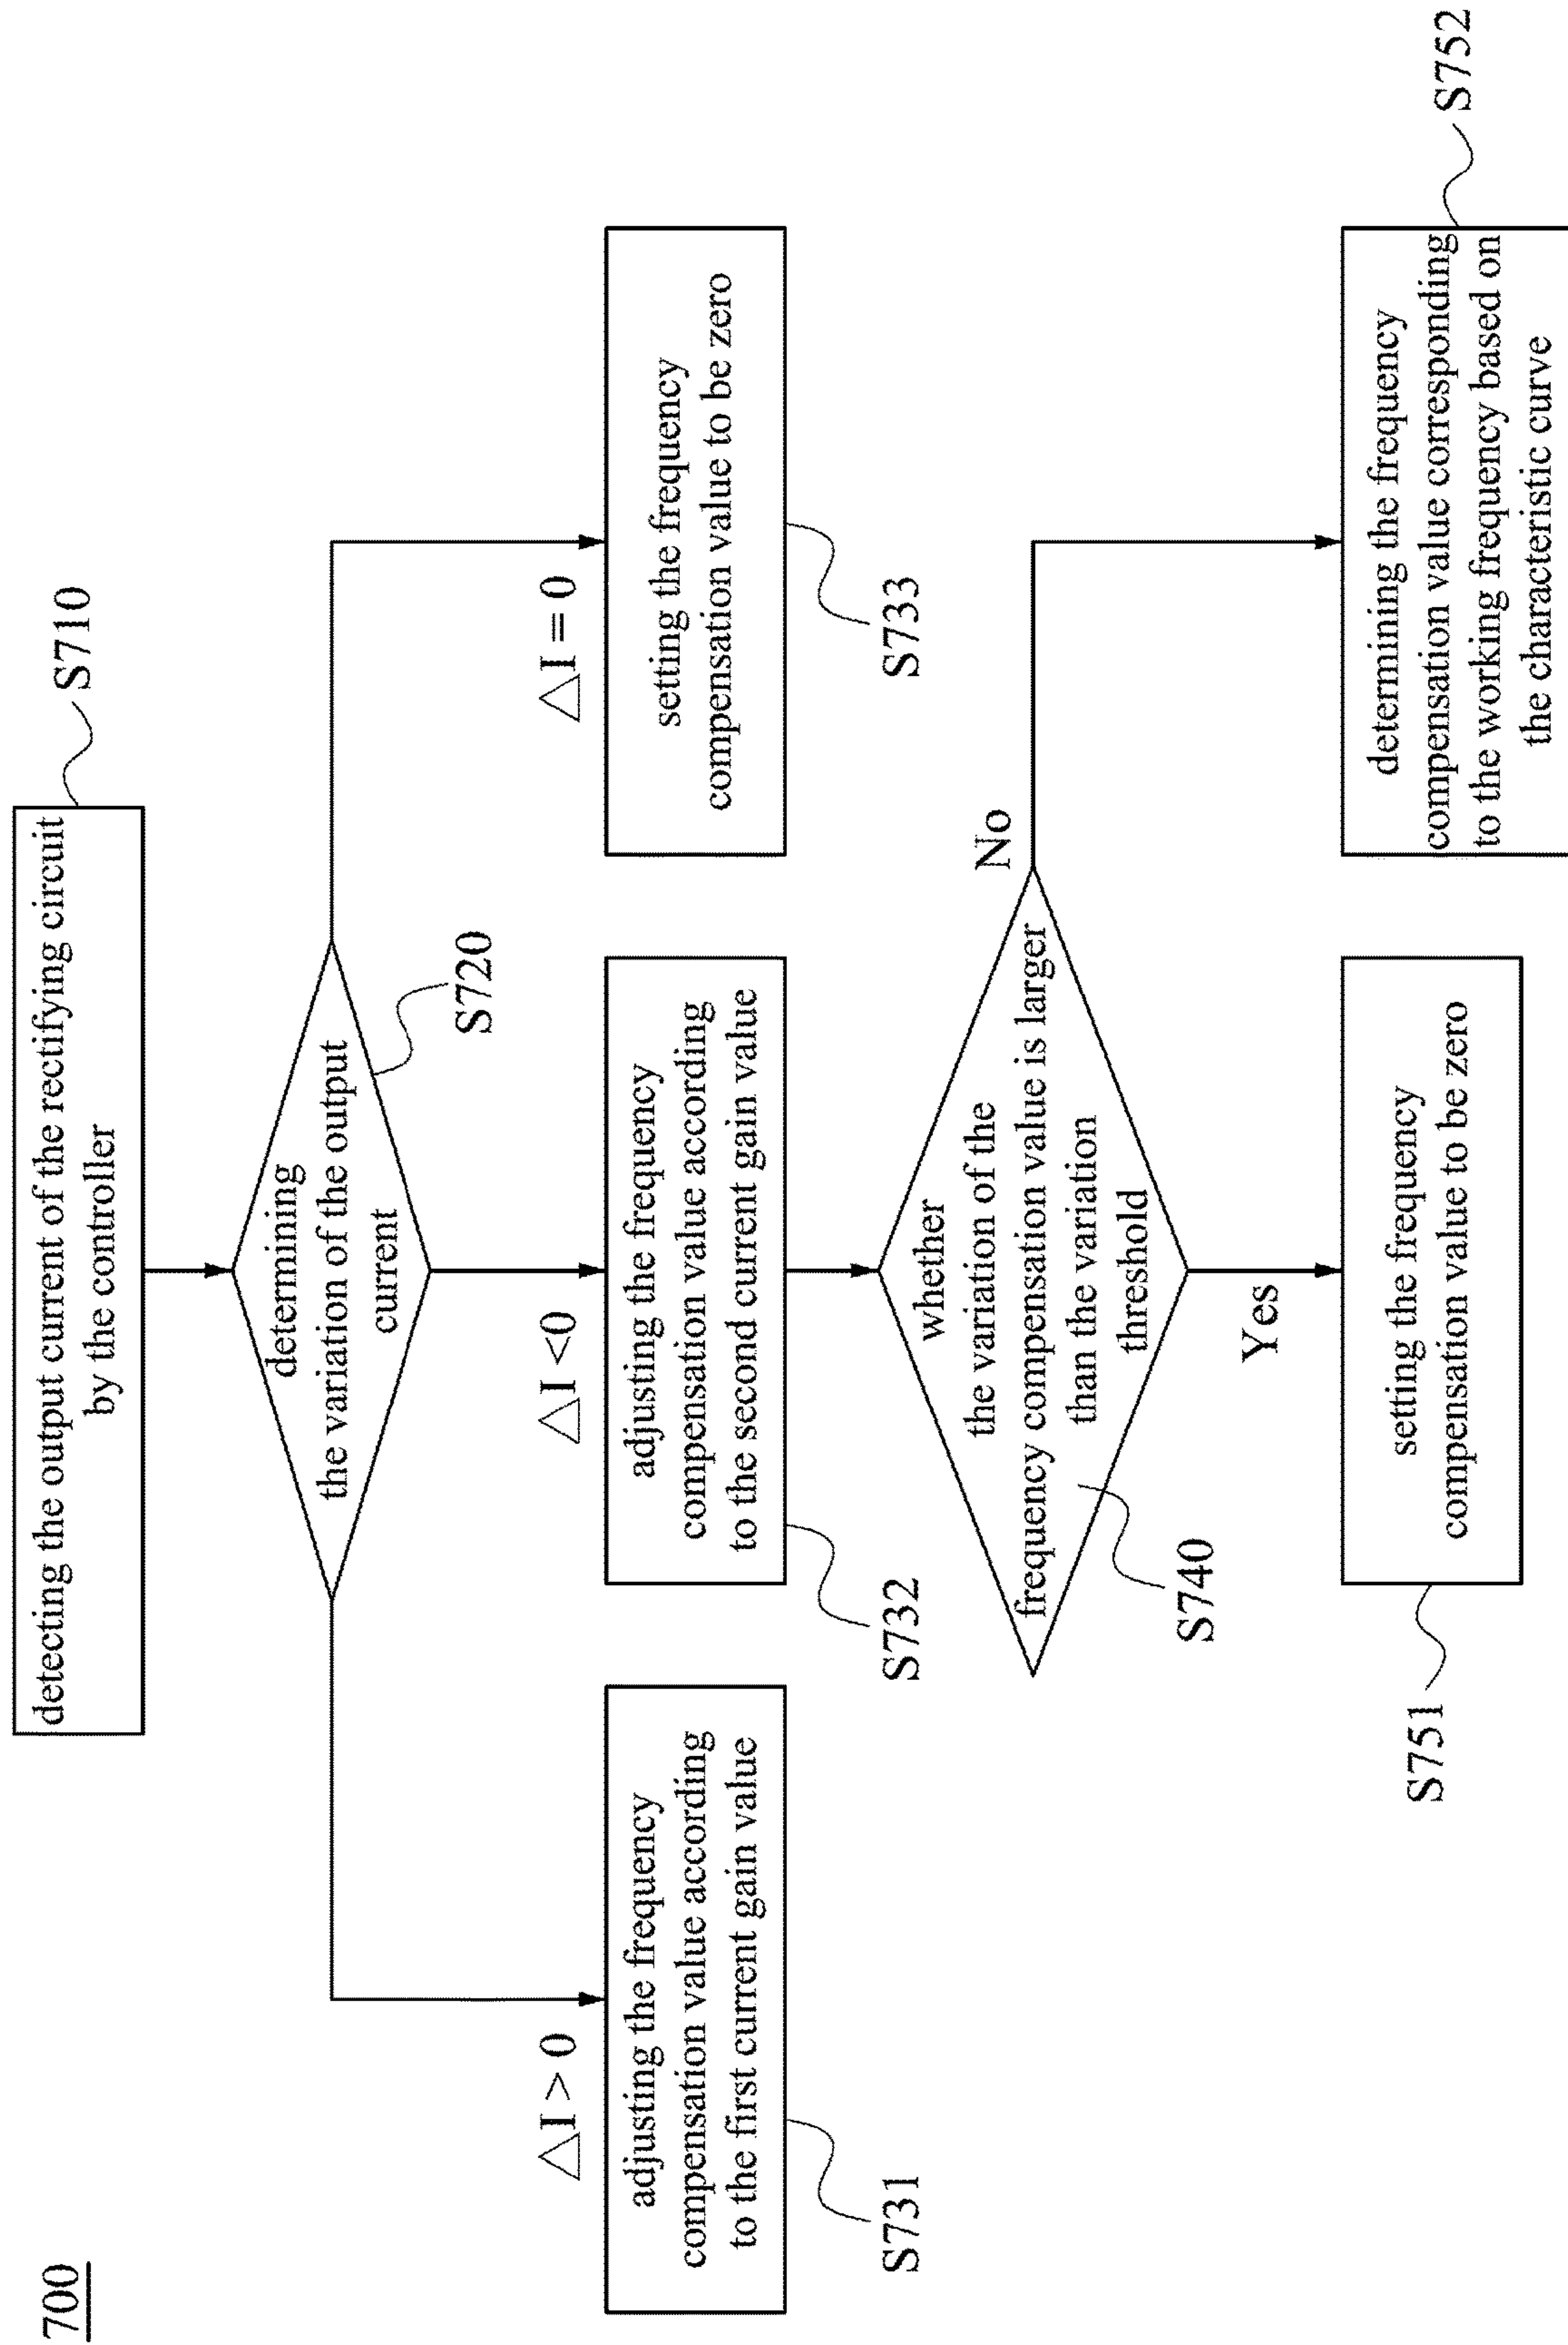 700
detecting the output current of the rectifying circuit
by the controller
S710
determining
the variation of the output
current
S720
△I > 0
△I <0
△I = 0
adjusting the frequency
compensation value according
to the first current gain value
S731
adjusting the frequency
compensation value according
to the second current gain value
S732
setting the frequency
compensation value to be zero
S733
whether
the variation of the
frequency compensation value is larger
than the variation
threshold
S740
No
Yes
setting the frequency
compensation value to be zero
S751
determining the frequency
compensation value corresponding
to the working frequency based on
the characteristic curve
S752